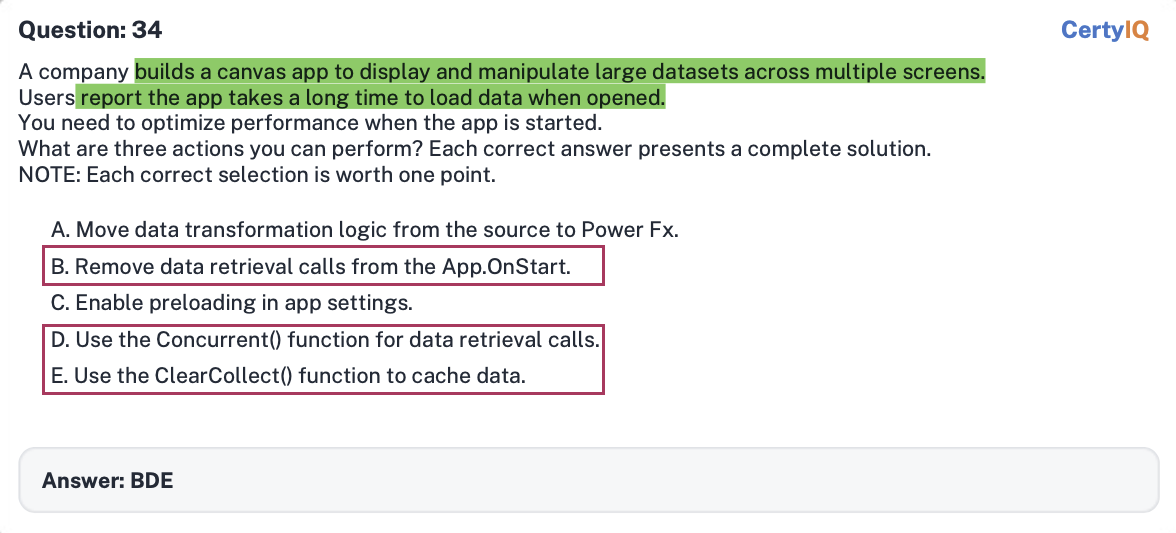 Question: 34
CertyIQ
A company builds a canvas app to display and manipulate large datasets across multiple screens.
Users report the app takes a long time to load data when opened.
You need to optimize performance when the app is started.
What are three actions you can perform? Each correct answer presents a complete solution.
NOTE: Each correct selection is worth one point.
A. Move data transformation logic from the source to Power Fx.
B. Remove data retrieval calls from the App.OnStart.
C. Enable preloading in app settings.
D. Use the Concurrent() function for data retrieval calls.
E. Use the ClearCollect() function to cache data.
Answer: BDE